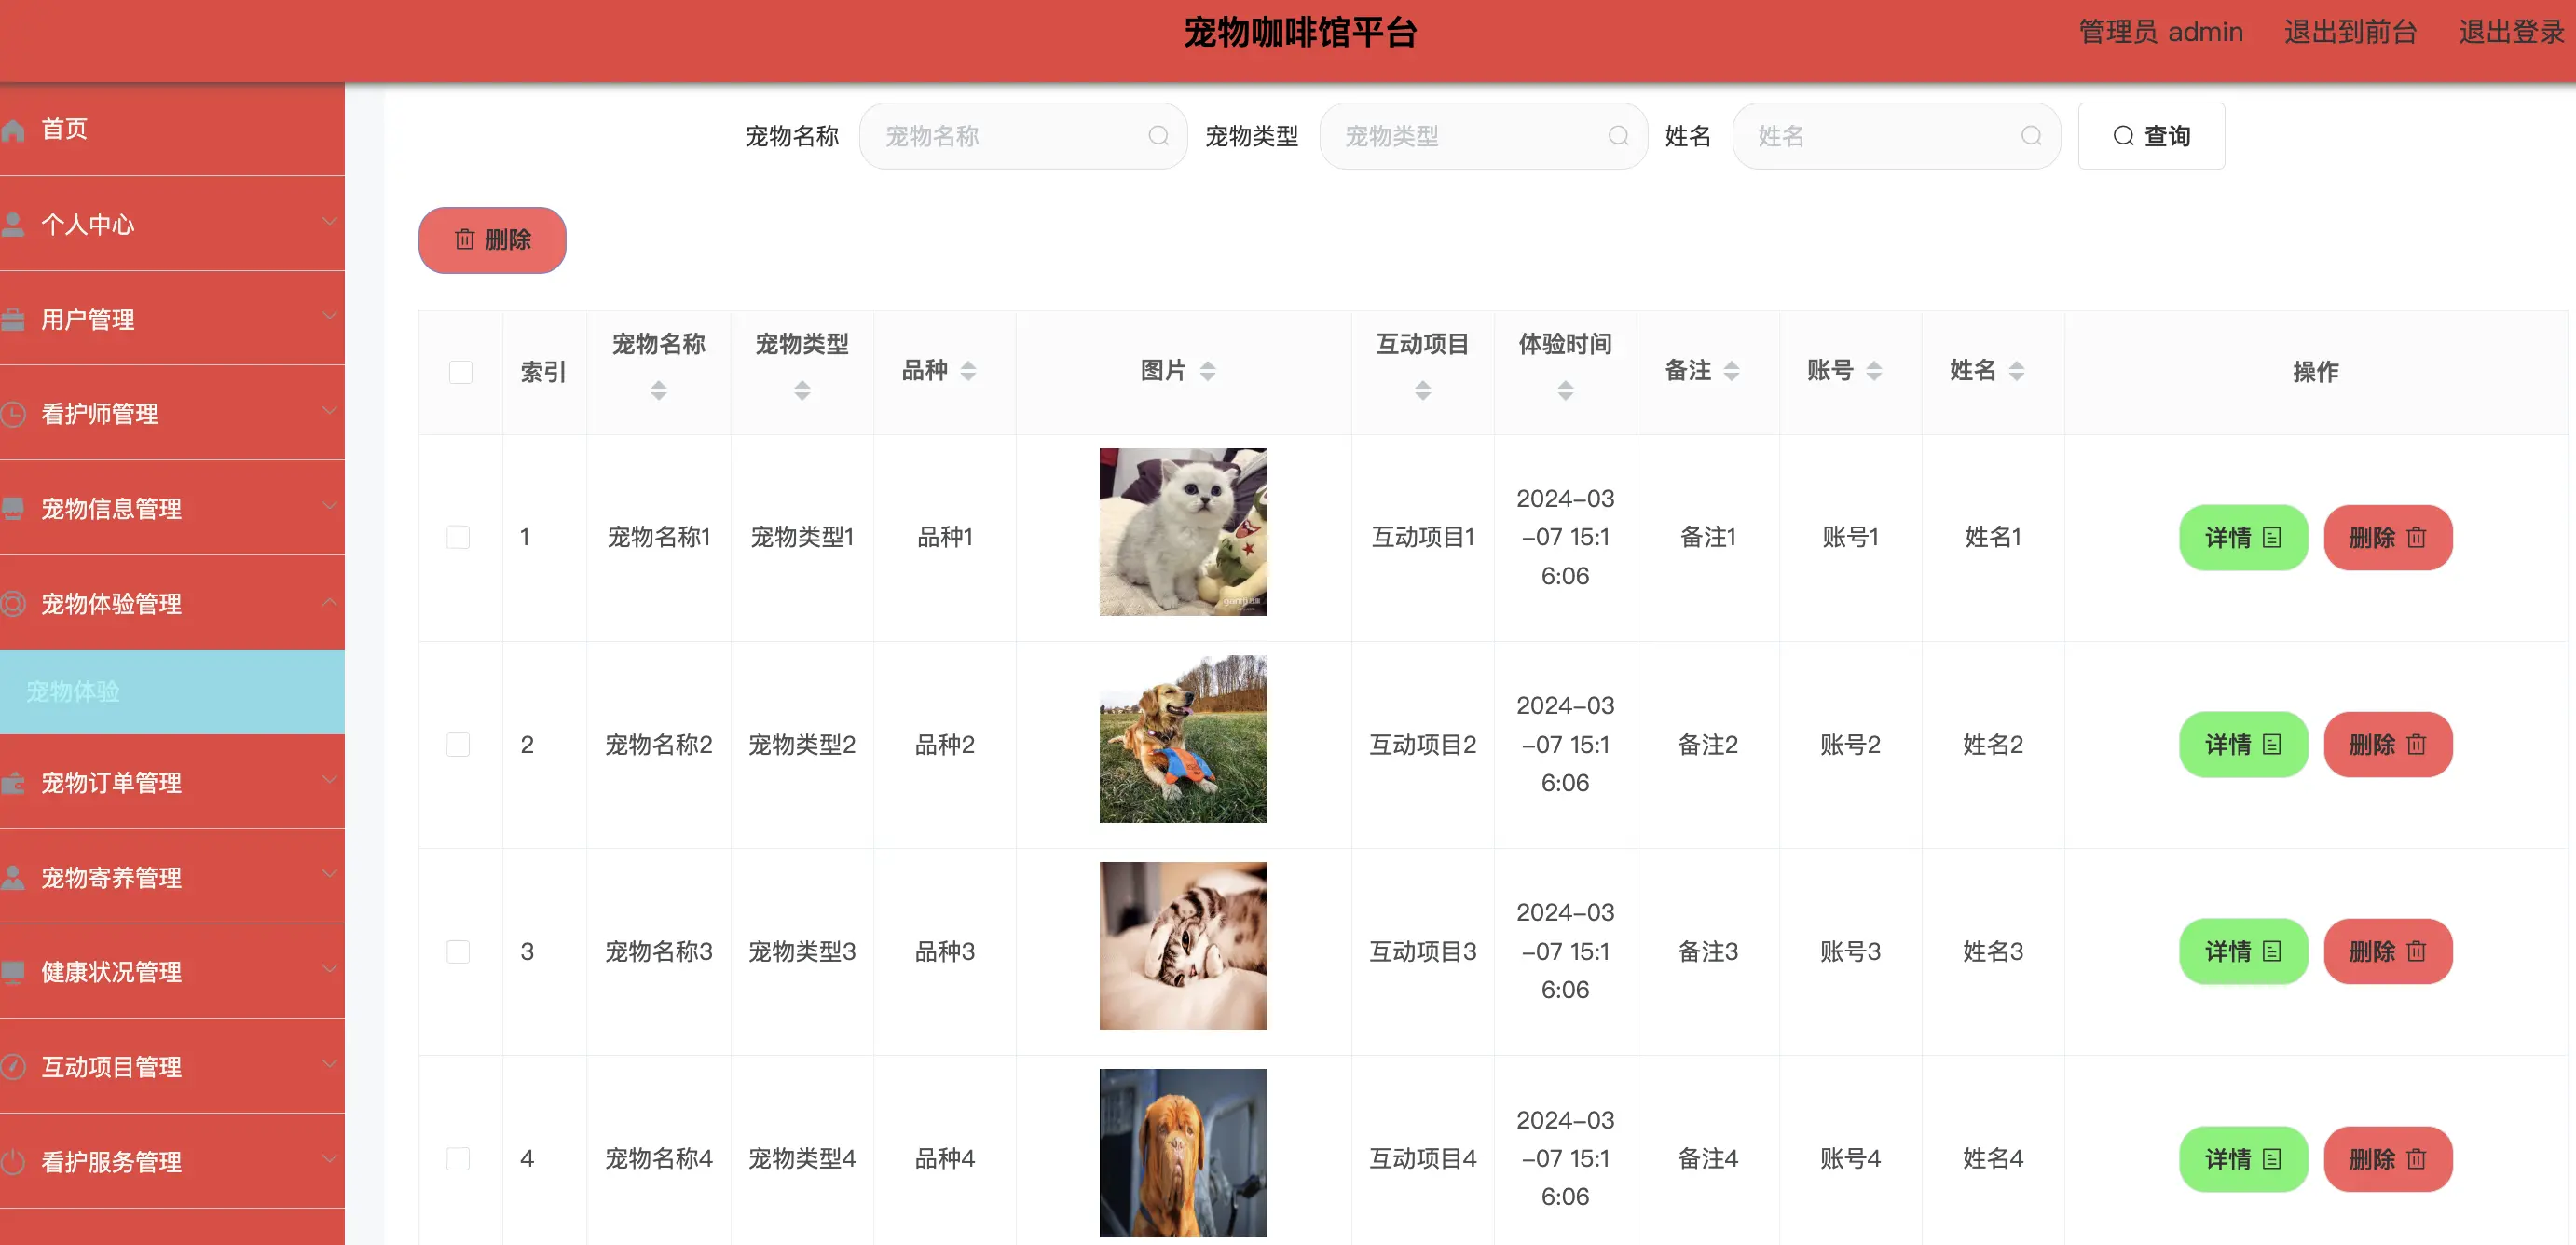 宠物咖啡馆平台
管理员 admin 退出到前台 退出登录
首页
个人中心
用户管理
看护师管理
宠物信息管理
宠物体验管理
宠物体验
宠物订单管理
宠物寄养管理
健康状况管理
互动项目管理
看护服务管理
宠物名称 宠物名称 宠物类型 宠物类型 姓名 姓名 查询
删除
索引 宠物名称 宠物类型 品种 图片 互动项目 体验时间 备注 账号 姓名 操作
1 宠物名称1 宠物类型1 品种1 互动项目1 2024-03
-07 15:1
6:06 备注1 账号1 姓名1 详情 删除
2 宠物名称2 宠物类型2 品种2 互动项目2 2024-03
-07 15:1
6:06 备注2 账号2 姓名2 详情 删除
3 宠物名称3 宠物类型3 品种3 互动项目3 2024-03
-07 15:1
6:06 备注3 账号3 姓名3 详情 删除
4 宠物名称4 宠物类型4 品种4 互动项目4 2024-03
-07 15:1
6:06 备注4 账号4 姓名4 详情 删除